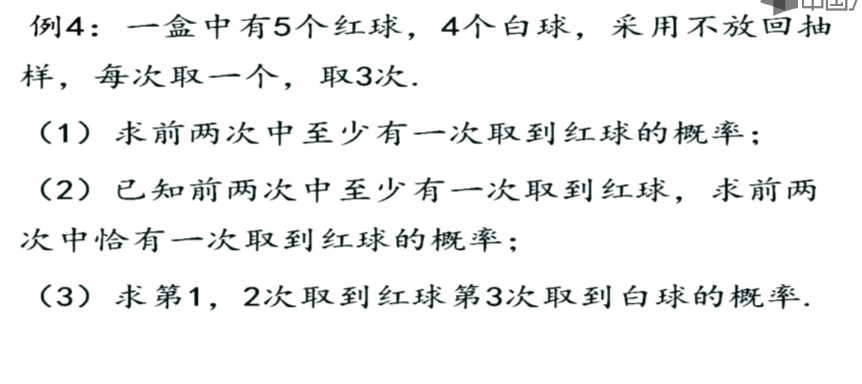 例4：一盒中有5个红球，4个白球，采用不放回抽
样，每次取一个，取3次.
（1）求前两次中至少有一次取到红球的概率；
（2）已知前两次中至少有一次取到红球，求前两
次中恰有一次取到红球的概率；
（3）求第1，2次取到红球第3次取到白球的概率.